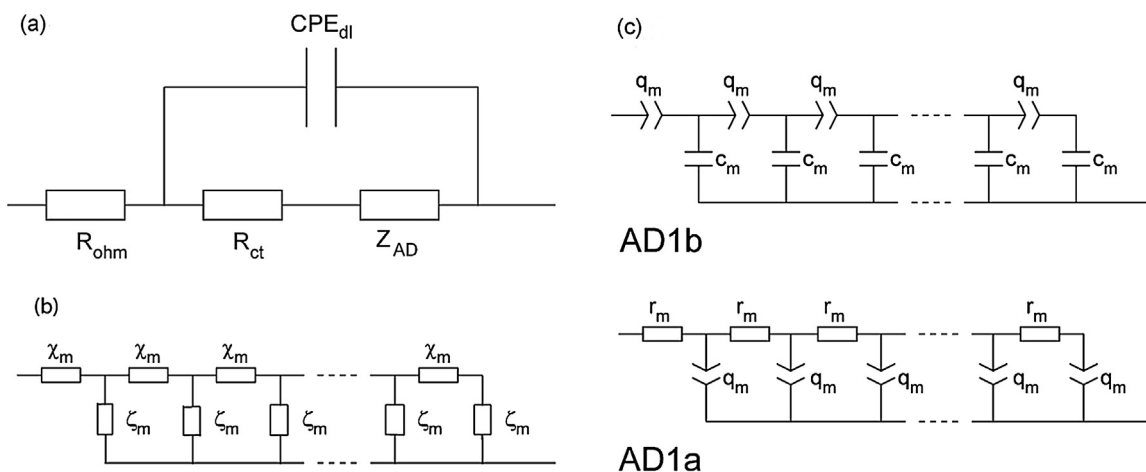 (a)
CPE_dl
R_ohm
R_ct
Z_AD
(b)
χ_m χ_m χ_m χ_m
ζ_m ζ_m ζ_m ζ_m ζ_m
(c)
q_m q_m q_m q_m
c_m c_m c_m c_m c_m
AD1b
r_m r_m r_m r_m
q_m q_m q_m q_m q_m
AD1a